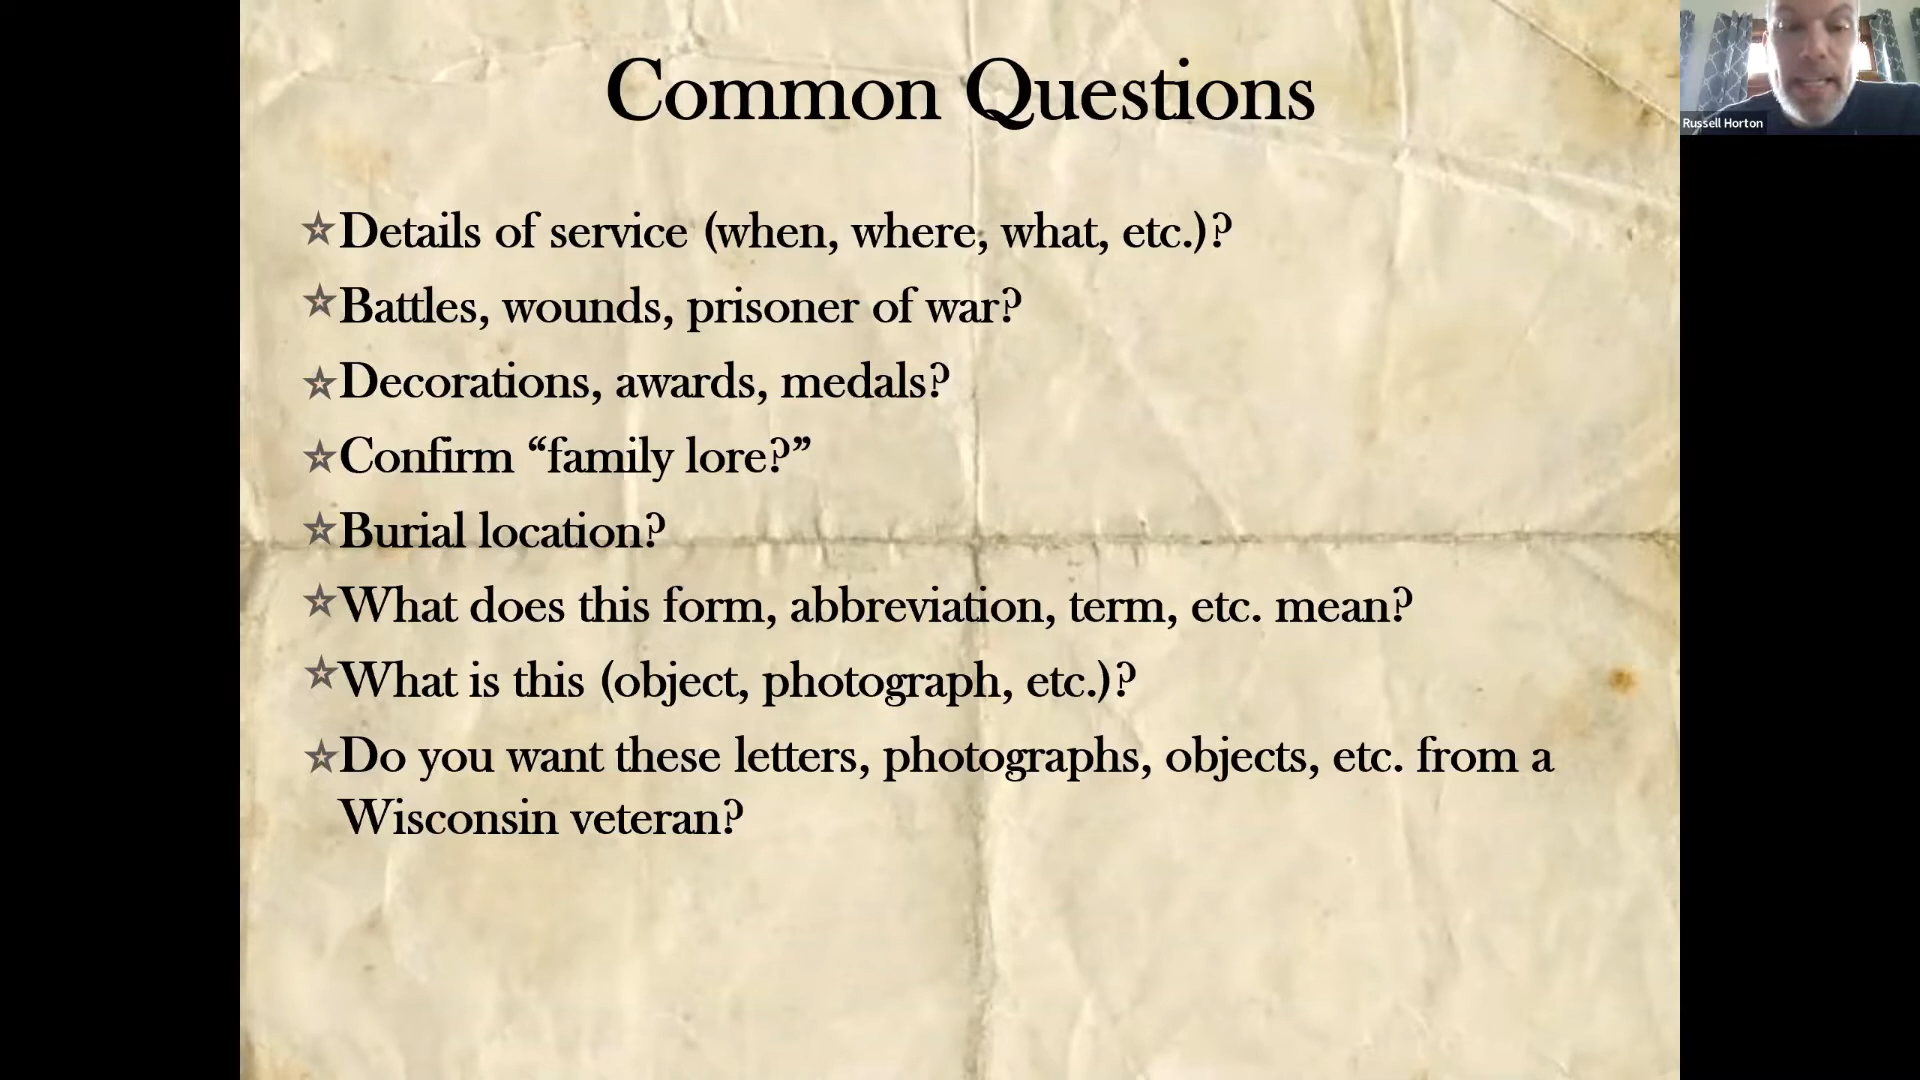 Common Questions
Russell Horton
Details of service (when, where, what, etc.)?
Battles, wounds, prisoner of war?
Decorations, awards, medals?
Confirm “family lore?”
Burial location?
What does this form, abbreviation, term, etc. mean?
What is this (object, photograph, etc.)?
Do you want these letters, photographs, objects, etc. from a
Wisconsin veteran?